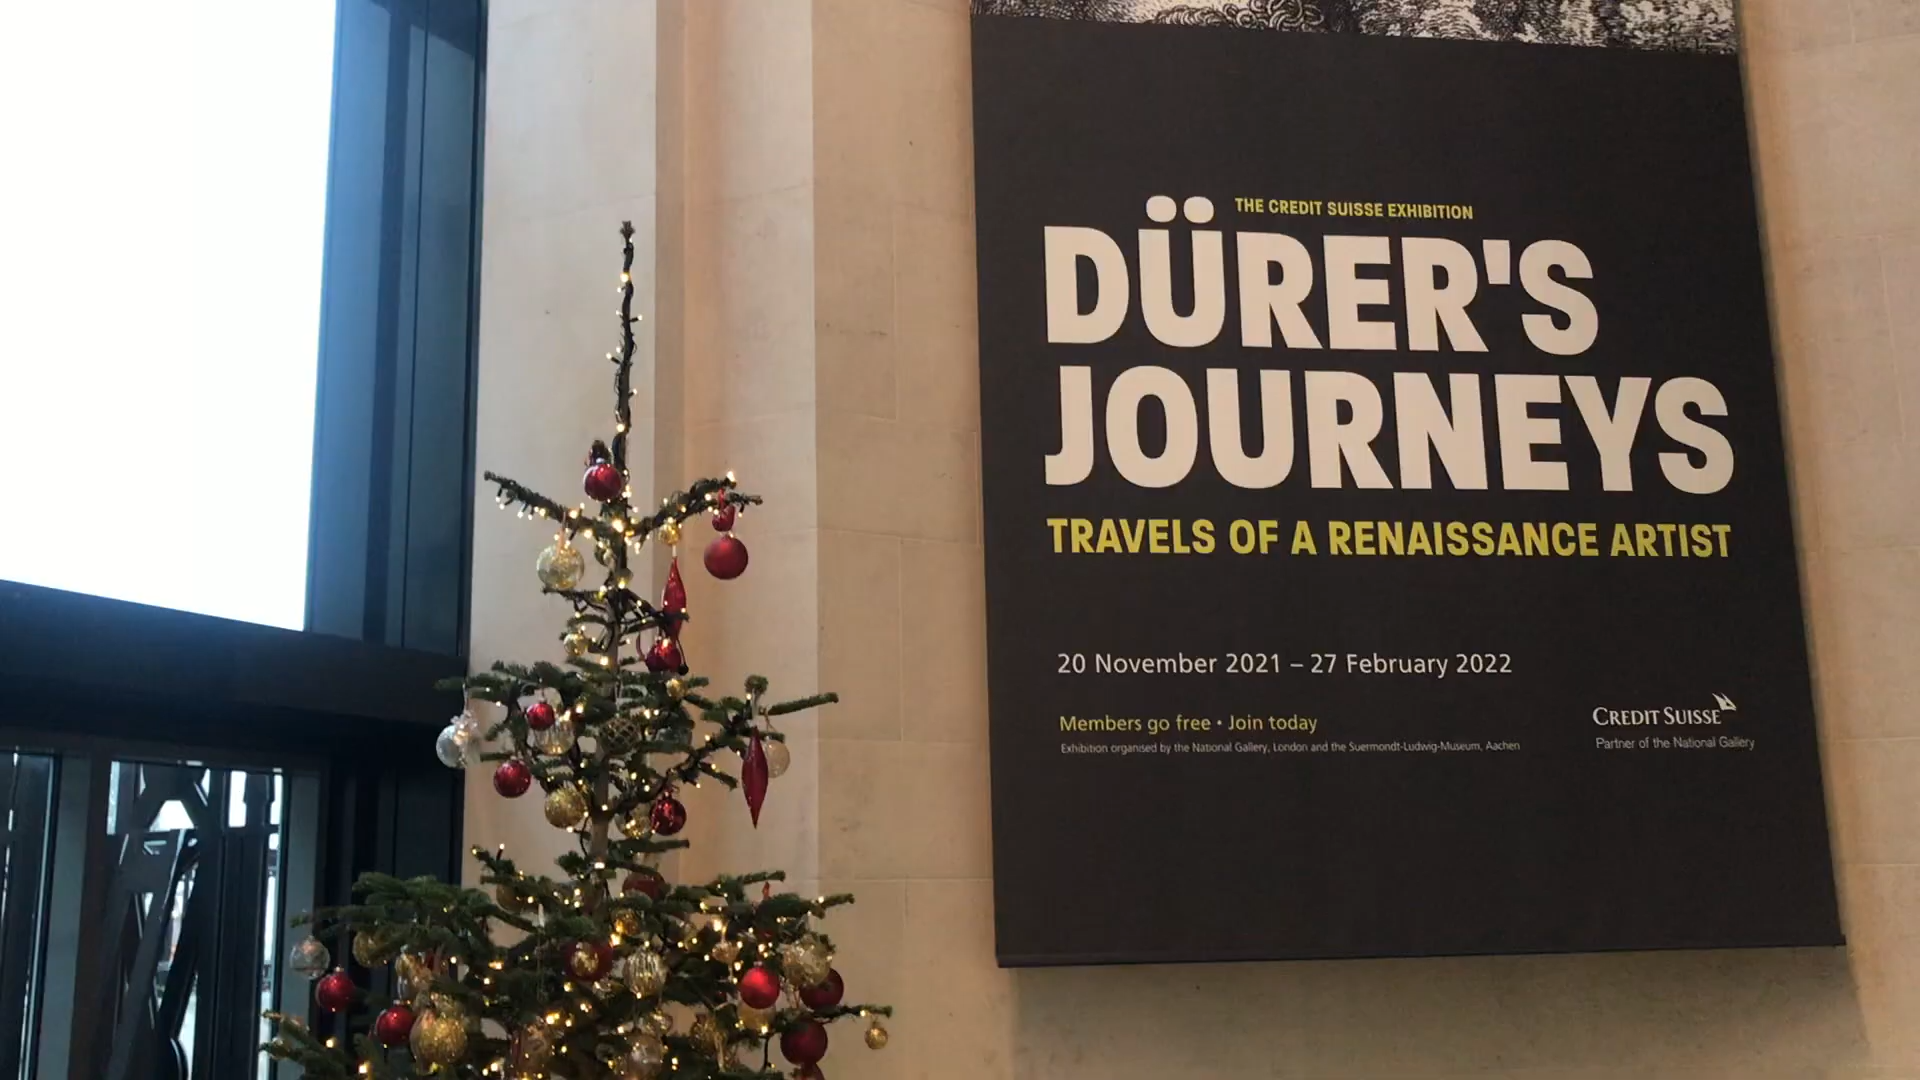 THE CREDIT SUISSE EXHIBITION
DÜRER'S
JOURNEYS
TRAVELS OF A RENAISSANCE ARTIST
20 November 2021 – 27 February 2022
Members go free • Join today
Exhibition organised by the National Gallery, London and the Suermondt-Ludwig-Museum, Aachen
CREDIT SUISSE
Partner of the National Gallery